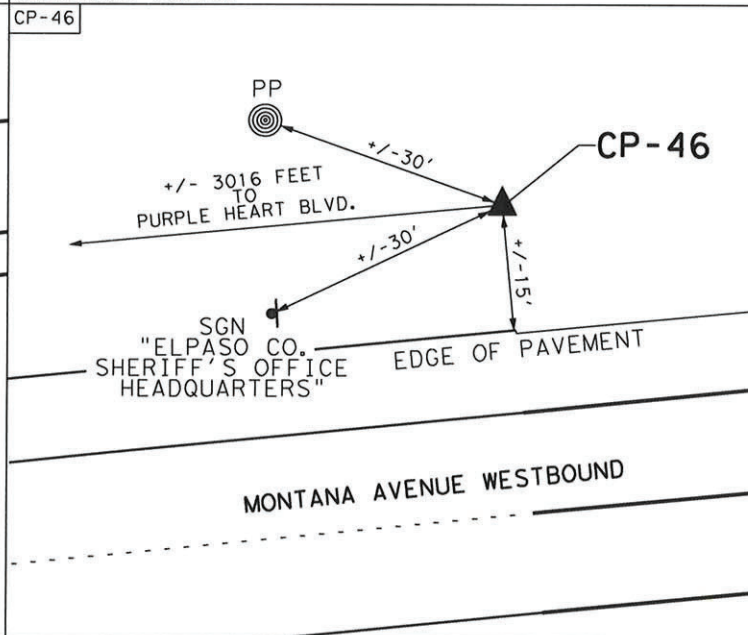 CP-46
PP
+/-30'
CP-46
+/- 3016 FEET
TO
PURPLE HEART BLVD.
+/-30'
+/-15'
SGN
"ELPASO CO.
SHERIFF'S OFFICE
HEADQUARTERS"
EDGE OF PAVEMENT
MONTANA AVENUE WESTBOUND